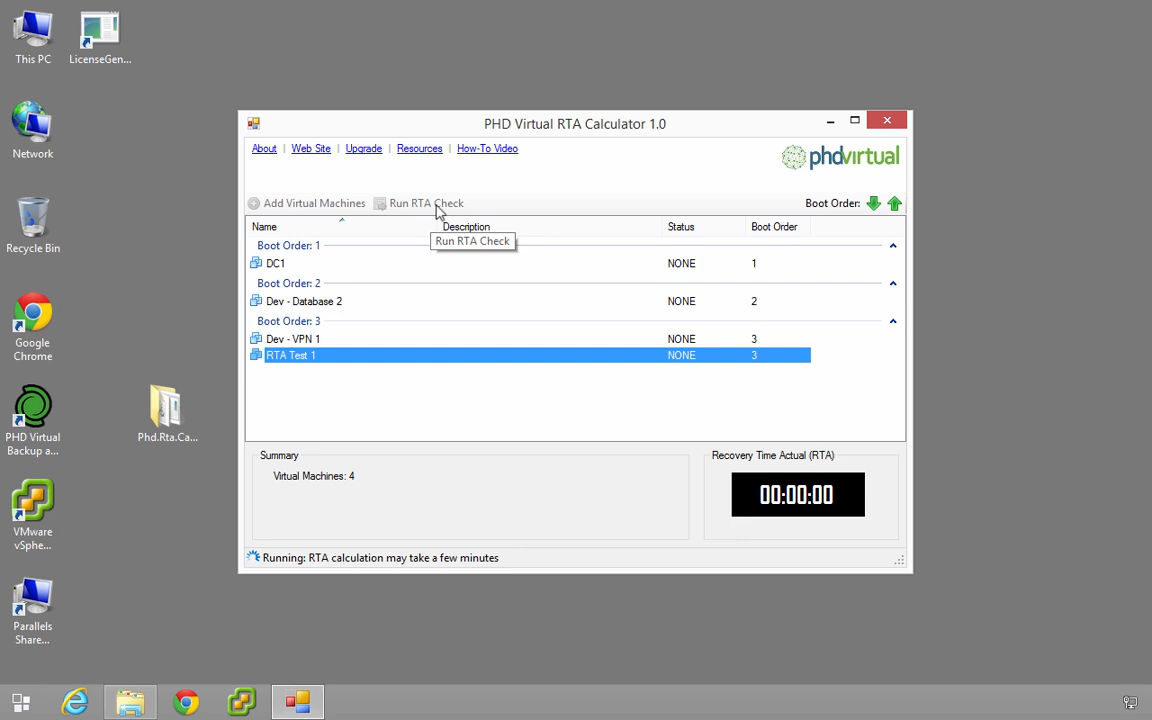 This PC
LicenseGen...
Network
Recycle Bin
Google
Chrome
PHD Virtual
Backup a...
Phd.Rta.Ca...
VMware
vSphe...
Parallels
Share...
PHD Virtual RTA Calculator 1.0
About | Web Site | Upgrade | Resources | How-To Video
phdvirtual
Add Virtual Machines Run RTA Check Boot Order:
Name Description Status Boot Order
Run RTA Check
Boot Order: 1
DC1 NONE 1
Boot Order: 2
Dev - Database 2 NONE 2
Boot Order: 3
Dev - VPN 1 NONE 3
RTA Test 1 NONE 3
Summary
Virtual Machines: 4
Recovery Time Actual (RTA)
00:00:00
Running: RTA calculation may take a few minutes